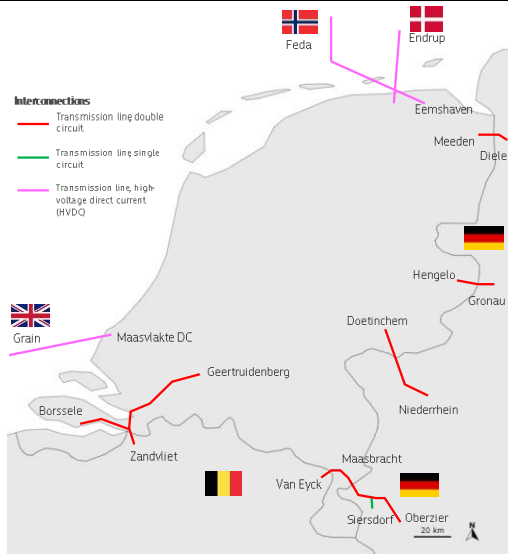 Feda
Endrup
Interconnections
Transmission line, double
circuit
Transmission line, single
circuit
Transmission line, high-
voltage direct current
(HVDC)
Eemshaven
Meeden
Diele
Hengelo
Gronau
Grain
Maasvlakte DC
Doetinchem
Geertruidenberg
Niederrhein
Borssele
Zandvliet
Maasbracht
Van Eyck
Siersdorf
Oberzier
20 km
N